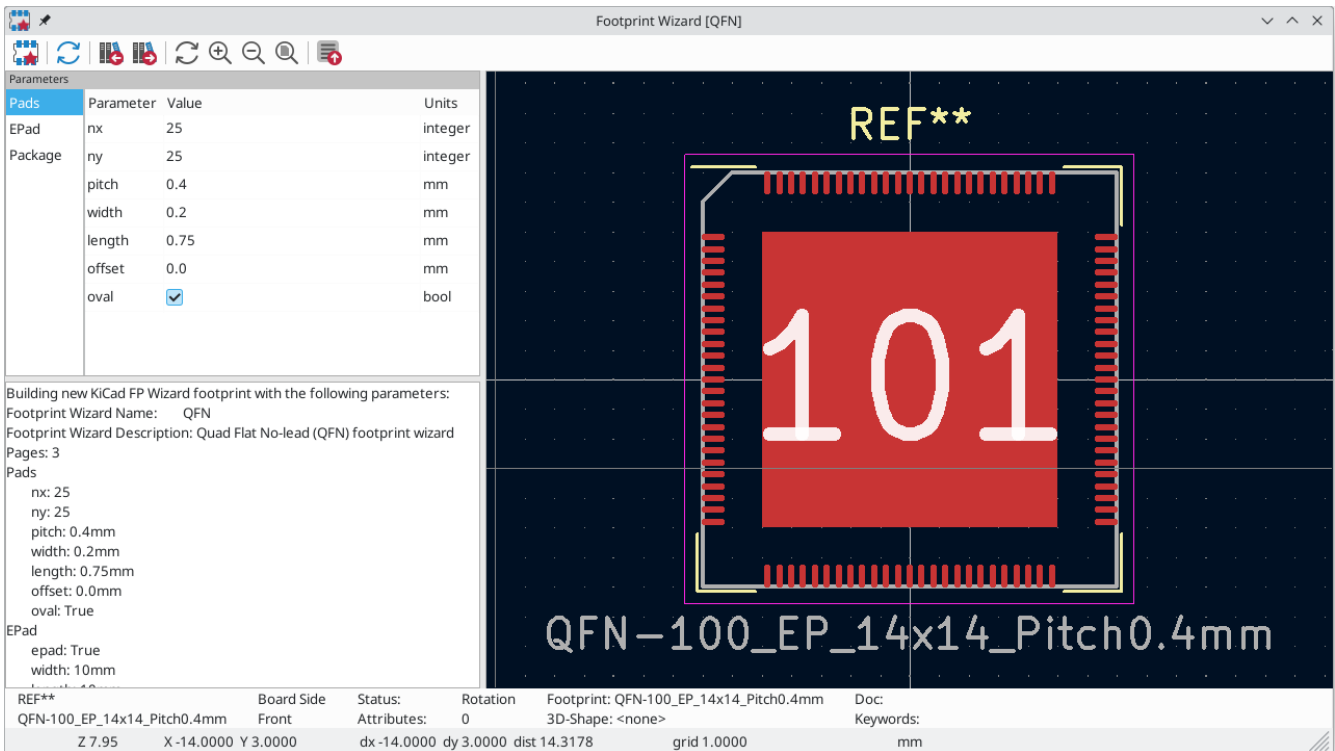 Footprint Wizard [QFN]
Parameters
Pads
EPad
Package
Parameter Value Units
nx 25 integer
ny 25 integer
pitch 0.4 mm
width 0.2 mm
length 0.75 mm
offset 0.0 mm
oval bool
REF**
101
QFN-100_EP_14x14_Pitch0.4mm
Building new KiCad FP Wizard footprint with the following parameters:
Footprint Wizard Name: QFN
Footprint Wizard Description: Quad Flat No-lead (QFN) footprint wizard
Pages: 3
Pads
nx: 25
ny: 25
pitch: 0.4mm
width: 0.2mm
length: 0.75mm
offset: 0.0mm
oval: True
EPad
epad: True
width: 10mm
REF** Board Side Status: Rotation Footprint: QFN-100_EP_14x14_Pitch0.4mm Doc:
QFN-100_EP_14x14_Pitch0.4mm Front Attributes: 0 3D-Shape: <none> Keywords:
Z 7.95 X -14.0000 Y 3.0000 dx -14.0000 dy 3.0000 dist 14.3178 grid 1.0000 mm